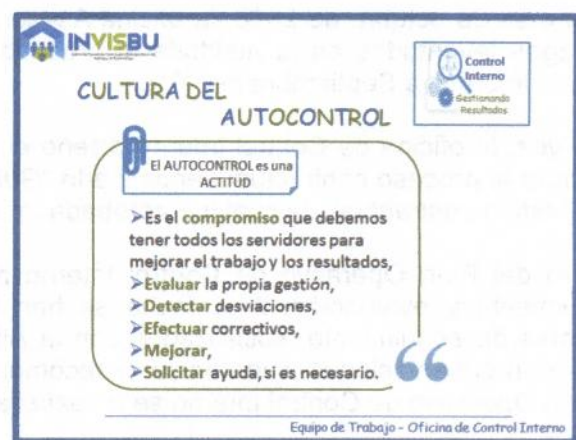 INVISBU
Control
Interno
Gestionando
Resultados
CULTURA DEL
AUTOCONTROL
El AUTOCONTROL es una
ACTITUD
➤Es el compromiso que debemos
tener todos los servidores para
mejorar el trabajo y los resultados,
➤Evaluar la propia gestión,
➤Detectar desviaciones,
➤Efectuar correctivos,
➤Mejorar,
➤Solicitar ayuda, si es necesario.
Equipo de Trabajo - Oficina de Control Interno